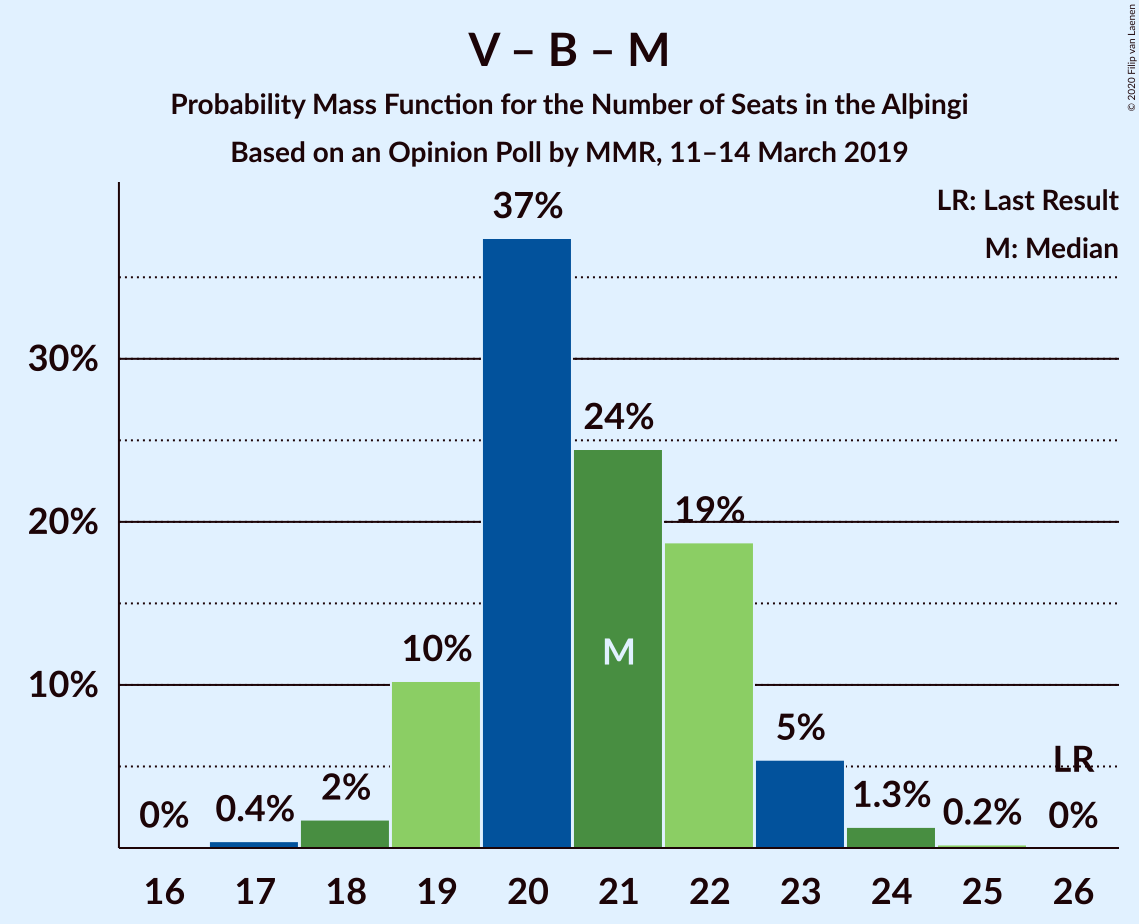 V – B – M
Probability Mass Function for the Number of Seats in the Alþingi
Based on an Opinion Poll by MMR, 11–14 March 2019
© 2020 Filip van Laenen
LR: Last Result
M: Median
37%
30%
24%
20%
19%
10%
10%
M
5%
LR
0%
0.4%
2%
1.3%
0.2%
0%
16 17 18 19 20 21 22 23 24 25 26